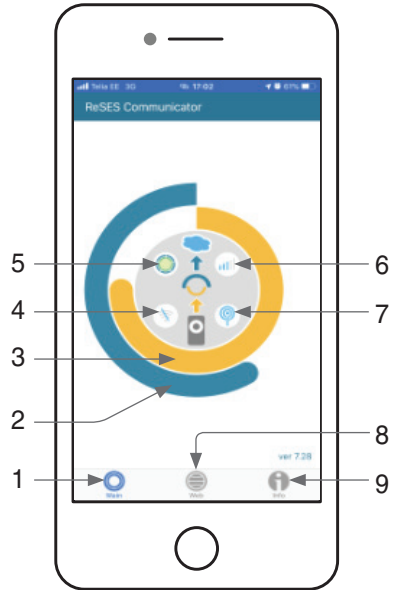 Telia EE 3G 17:02 67%
ReSES Communicator
5
6
4
7
3
2
8
ver 7.28
1
Main
Web
Info
9